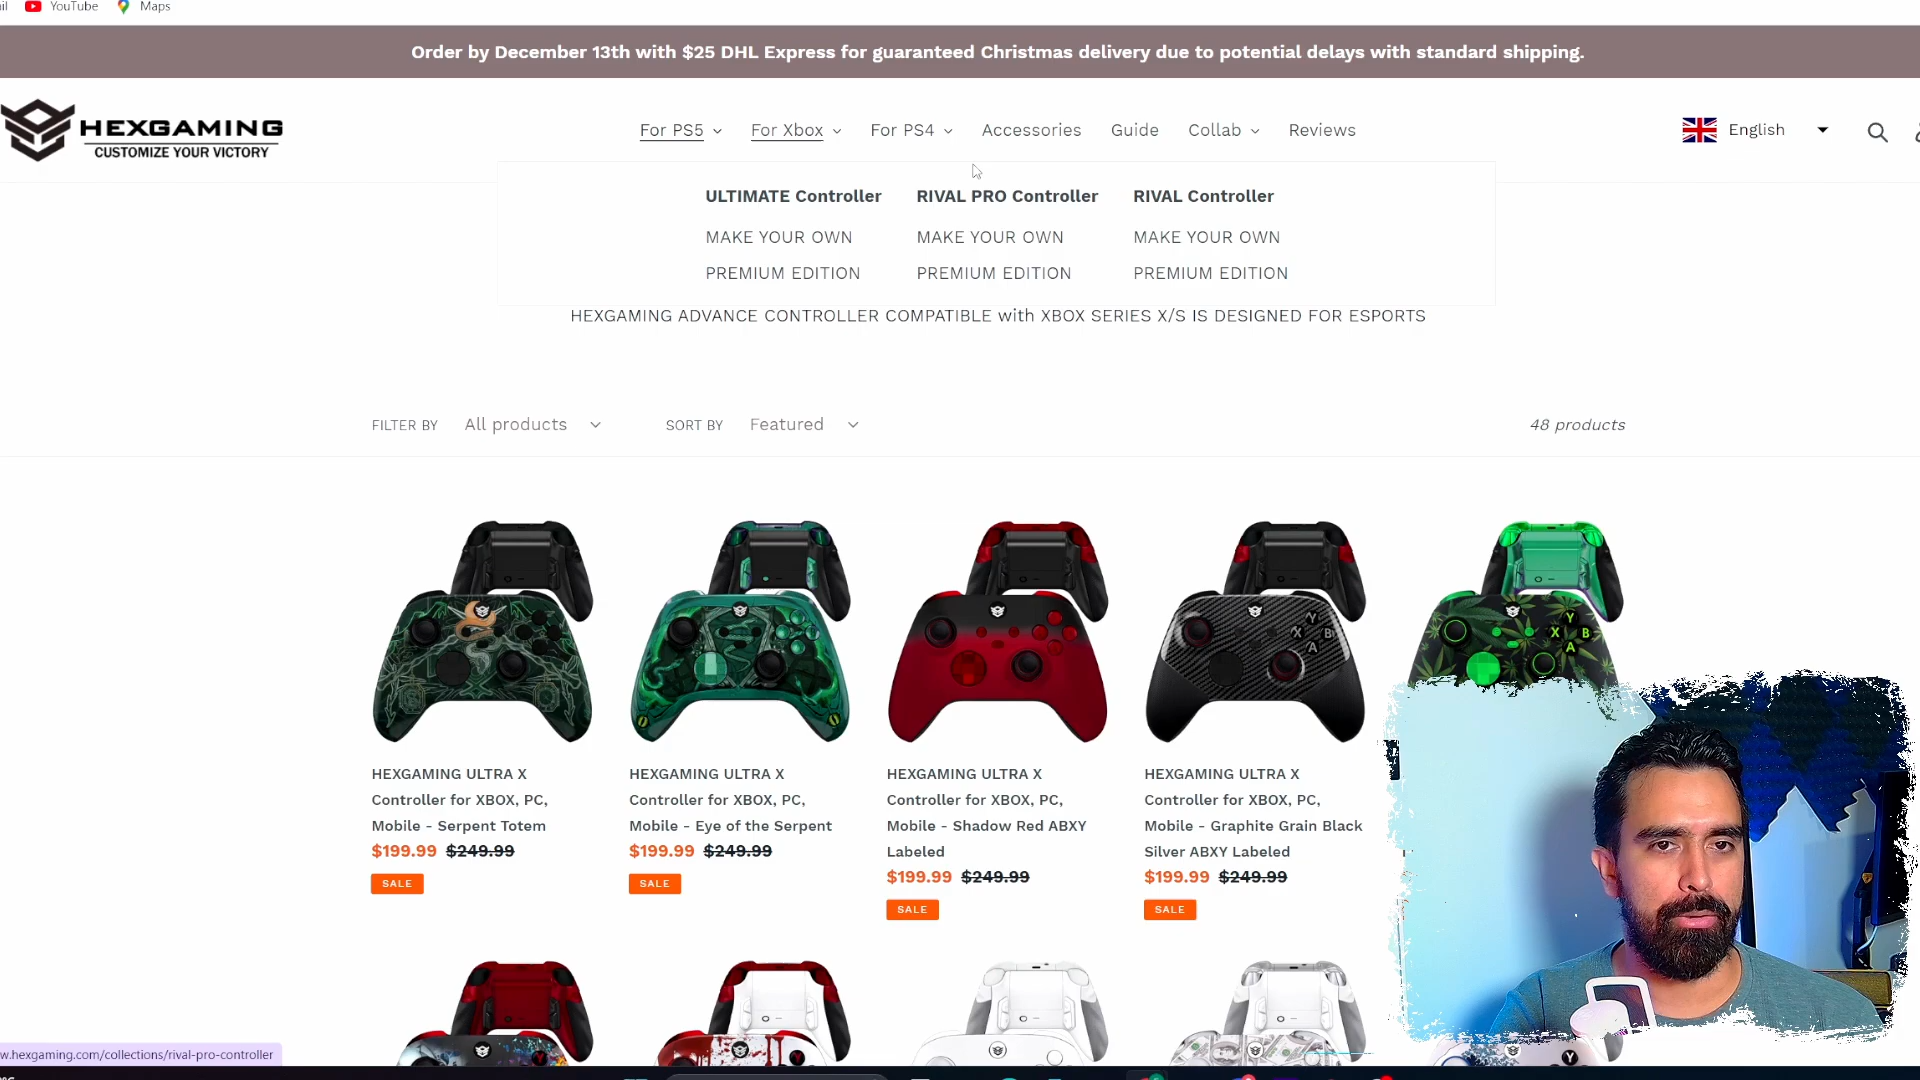 YouTube Maps
Order by December 13th with $25 DHL Express for guaranteed Christmas delivery due to potential delays with standard shipping.
HEXGAMING
CUSTOMIZE YOUR VICTORY
For PS5 For Xbox For PS4 Accessories Guide Collab Reviews
English
ULTIMATE Controller RIVAL PRO Controller RIVAL Controller
MAKE YOUR OWN MAKE YOUR OWN MAKE YOUR OWN
PREMIUM EDITION PREMIUM EDITION PREMIUM EDITION
HEXGAMING ADVANCE CONTROLLER COMPATIBLE with XBOX SERIES X/S IS DESIGNED FOR ESPORTS
FILTER BY All products SORT BY Featured 48 products
HEXGAMING ULTRA X
Controller for XBOX, PC,
Mobile - Serpent Totem
$199.99 $249.99
SALE
HEXGAMING ULTRA X
Controller for XBOX, PC,
Mobile - Eye of the Serpent
$199.99 $249.99
SALE
HEXGAMING ULTRA X
Controller for XBOX, PC,
Mobile - Shadow Red ABXY
Labeled
$199.99 $249.99
SALE
Y
X B
A
HEXGAMING ULTRA X
Controller for XBOX, PC,
Mobile - Graphite Grain Black
Silver ABXY Labeled
$199.99 $249.99
SALE
Y
X B
A
Y
Y
w.hexgaming.com/collections/rival-pro-controller